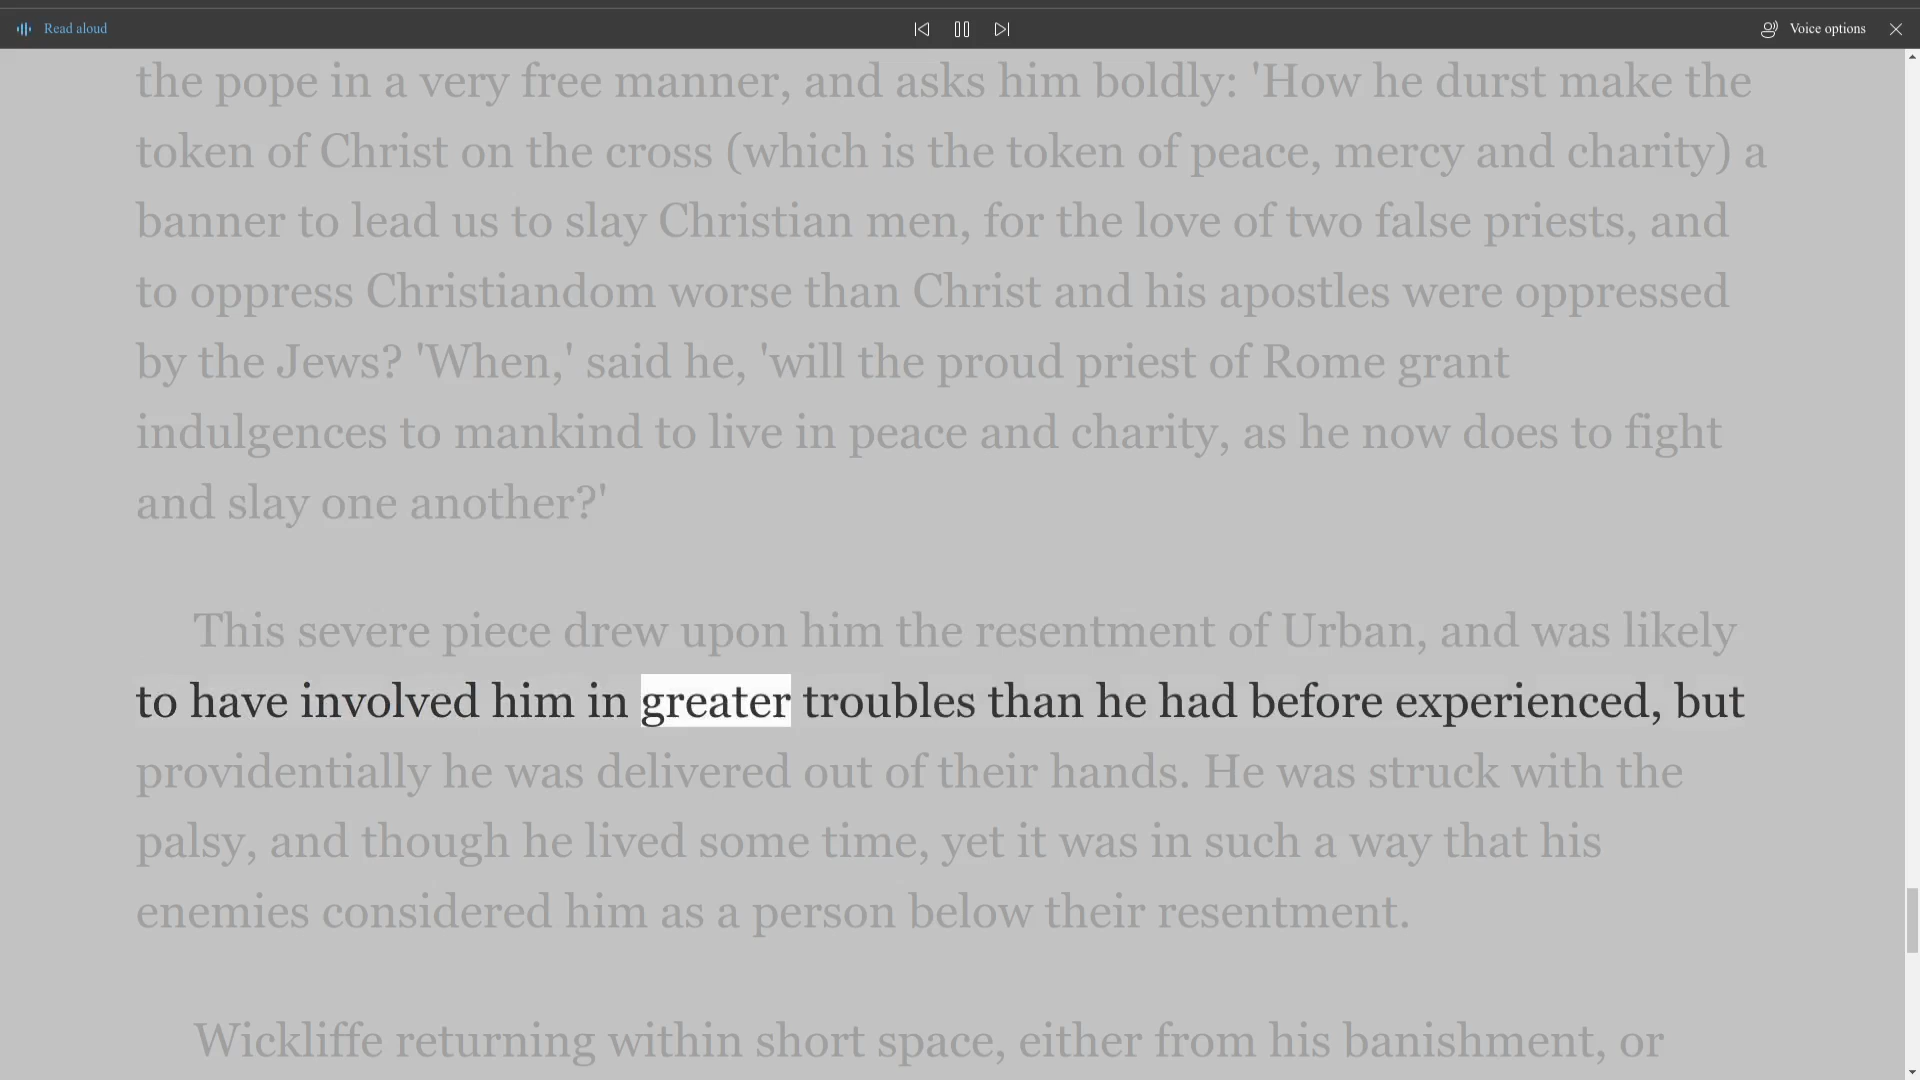 Read aloud
Voice options
the pope in a very free manner, and asks him boldly: 'How he durst make the
token of Christ on the cross (which is the token of peace, mercy and charity) a
banner to lead us to slay Christian men, for the love of two false priests, and
to oppress Christiandom worse than Christ and his apostles were oppressed
by the Jews? 'When,' said he, 'will the proud priest of Rome grant
indulgences to mankind to live in peace and charity, as he now does to fight
and slay one another?'
This severe piece drew upon him the resentment of Urban, and was likely
to have involved him in greater troubles than he had before experienced, but
providentially he was delivered out of their hands. He was struck with the
palsy, and though he lived some time, yet it was in such a way that his
enemies considered him as a person below their resentment.
Wickliffe returning within short space, either from his banishment, or